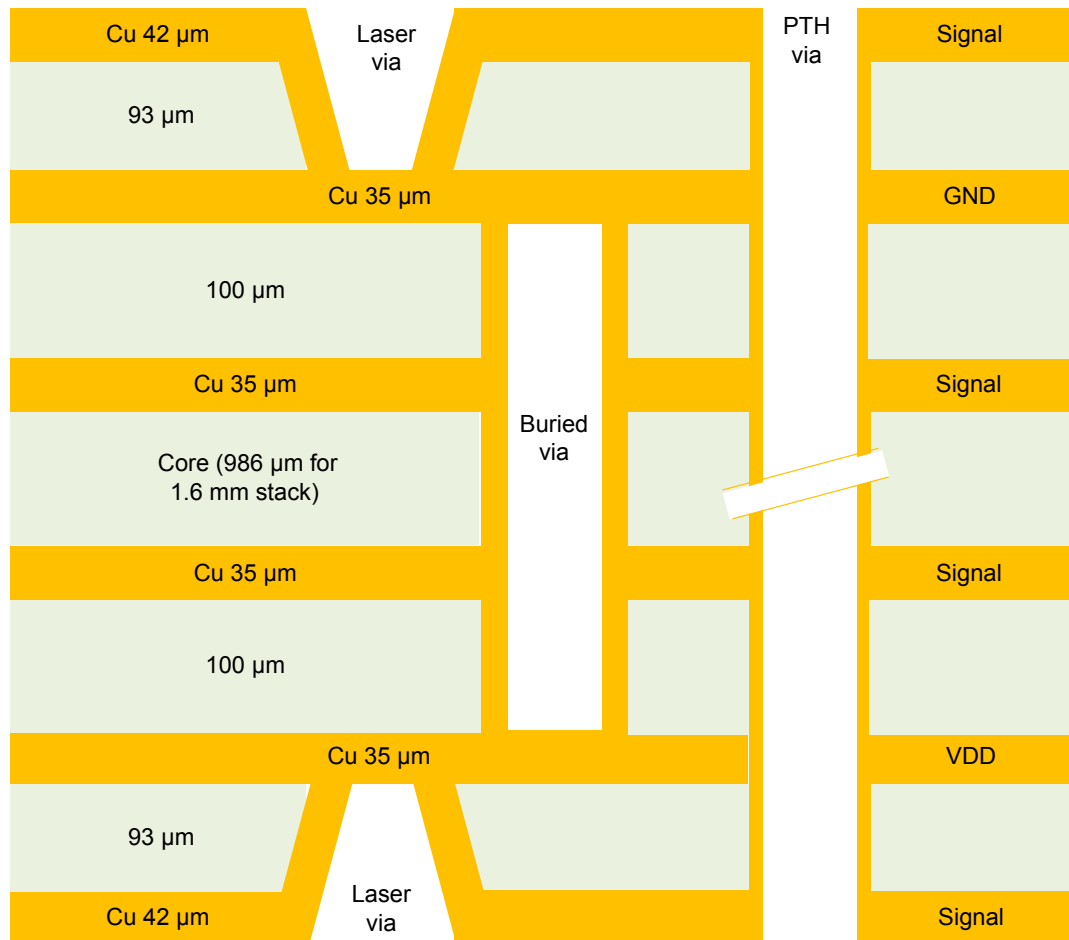 Cu 42 µm
Laser
via
PTH
via
Signal
93 µm
Cu 35 µm
GND
100 µm
Cu 35 µm
Signal
Buried
via
Core (986 µm for
1.6 mm stack)
Cu 35 µm
Signal
100 µm
Cu 35 µm
VDD
93 µm
Laser
via
Cu 42 µm
Signal